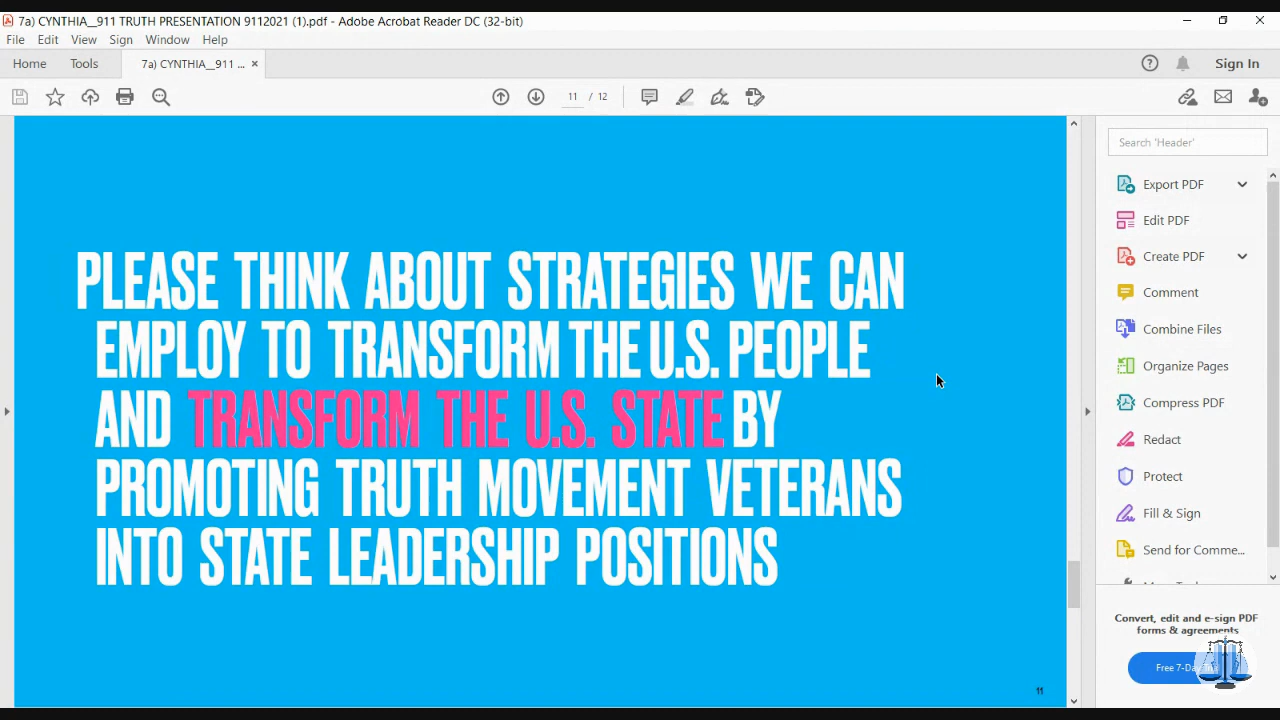 7a) CYNTHIA__911 TRUTH PRESENTATION 9112021 (1).pdf - Adobe Acrobat Reader DC (32-bit)
File Edit View Sign Window Help
Home Tools 7a) CYNTHIA__911 ... × Sign In
11 / 12
Search 'Header'
Export PDF
Edit PDF
Create PDF
Comment
Combine Files
Organize Pages
Compress PDF
Redact
Protect
Fill & Sign
Send for Comme...
PLEASE THINK ABOUT STRATEGIES WE CAN
EMPLOY TO TRANSFORM THE U.S. PEOPLE
AND TRANSFORM THE U.S. STATE BY
PROMOTING TRUTH MOVEMENT VETERANS
INTO STATE LEADERSHIP POSITIONS
11
Convert, edit and e-sign PDF
forms & agreements
Free 7-Day